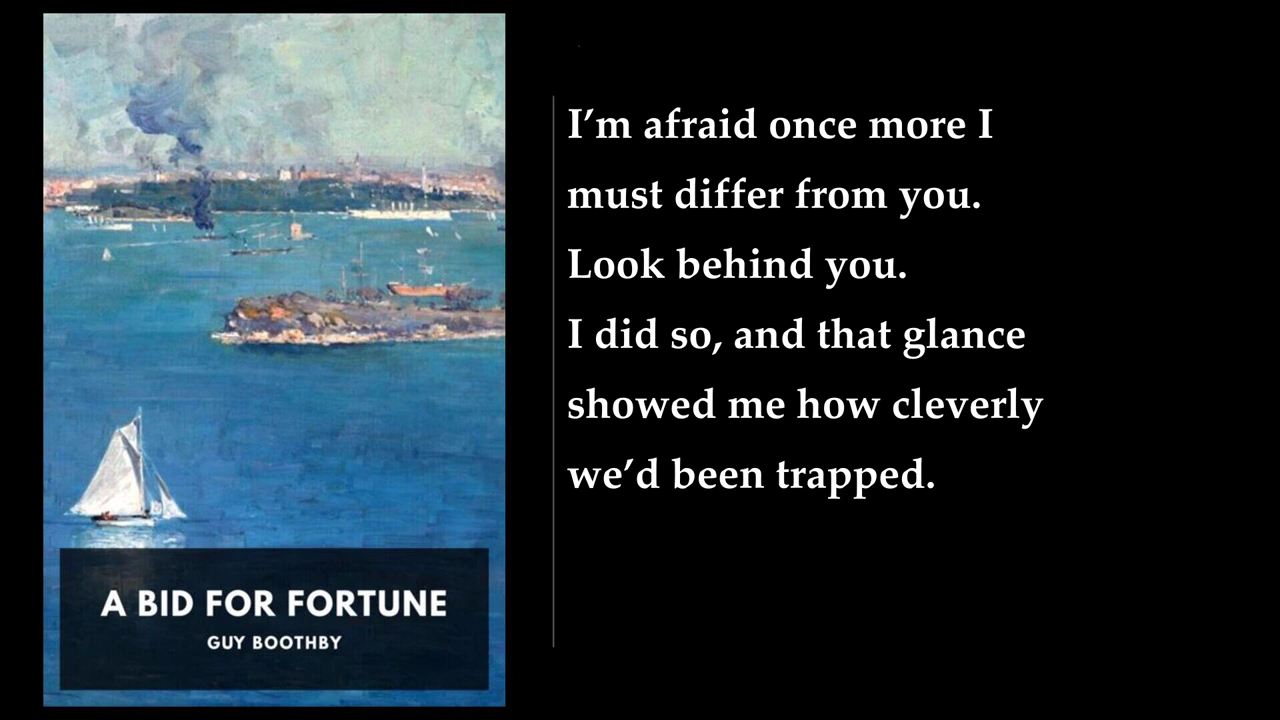 I’m afraid once more I
must differ from you.
Look behind you.
I did so, and that glance
showed me how cleverly
we’d been trapped.
A BID FOR FORTUNE
GUY BOOTHBY